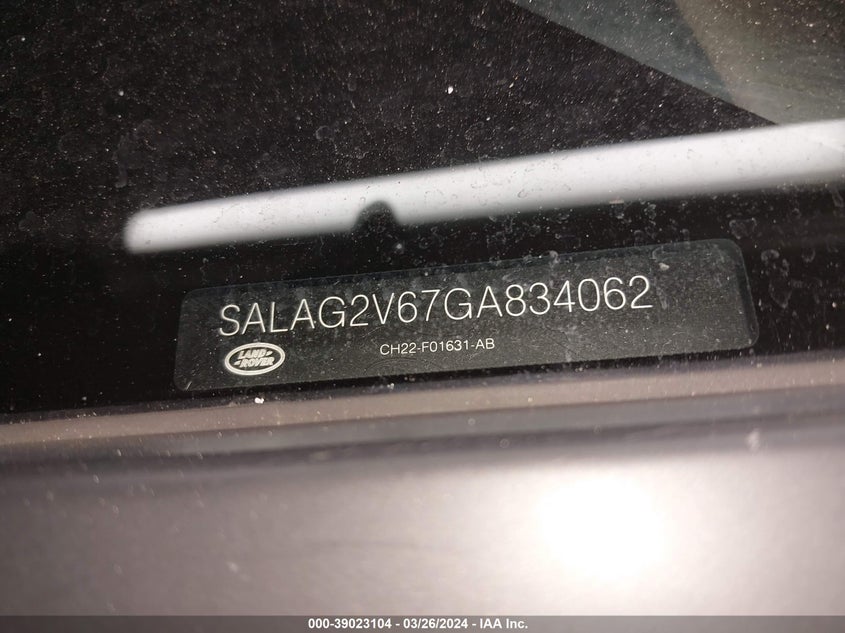 SALAG2V67GA834062
LAND
ROVER
CH22-F01631-AB
000-39023104 - 03/26/2024 - IAA Inc.